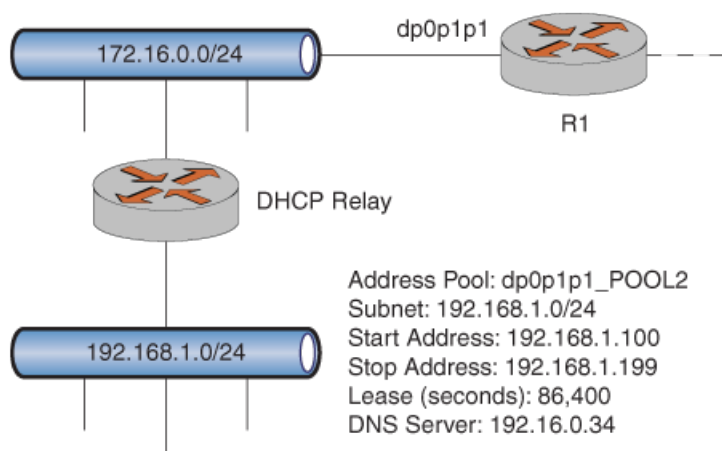 172.16.0.0/24
dp0p1p1
R1
DHCP Relay
192.168.1.0/24
Address Pool: dp0p1p1_POOL2
Subnet: 192.168.1.0/24
Start Address: 192.168.1.100
Stop Address: 192.168.1.199
Lease (seconds): 86,400
DNS Server: 192.16.0.34